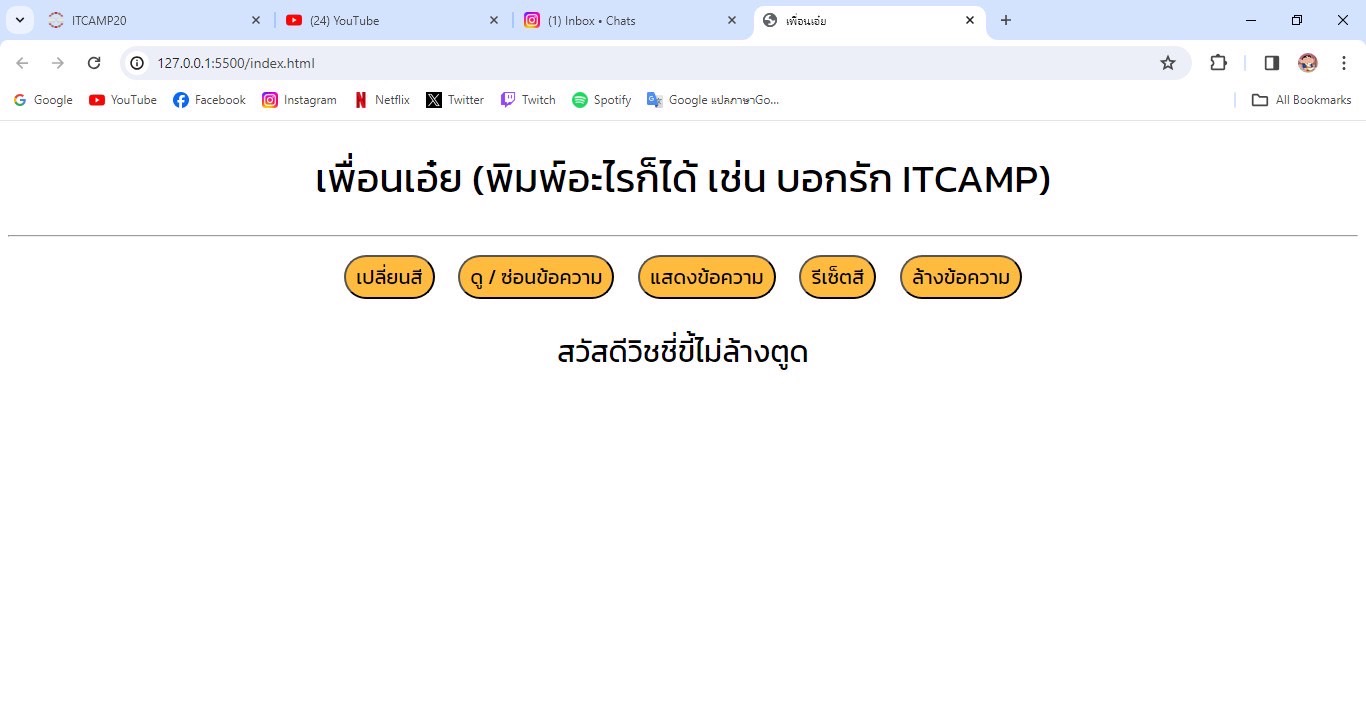 ITCAMP20
(24) YouTube
(1) Inbox • Chats
เพื่อนเอ๋ย
127.0.0.1:5500/index.html
Google YouTube Facebook Instagram Netflix Twitter Twitch Spotify Google แปลภาษาGo... All Bookmarks
เพื่อนเอ๋ย (พิมพ์อะไรก็ได้ เช่น บอกรัก ITCAMP)
เปลี่ยนสี ดู / ซ่อนข้อความ แสดงข้อความ รีเซ็ตสี ล้างข้อความ
สวัสดีวิชชี่ขี้ไม่ล้างตูด